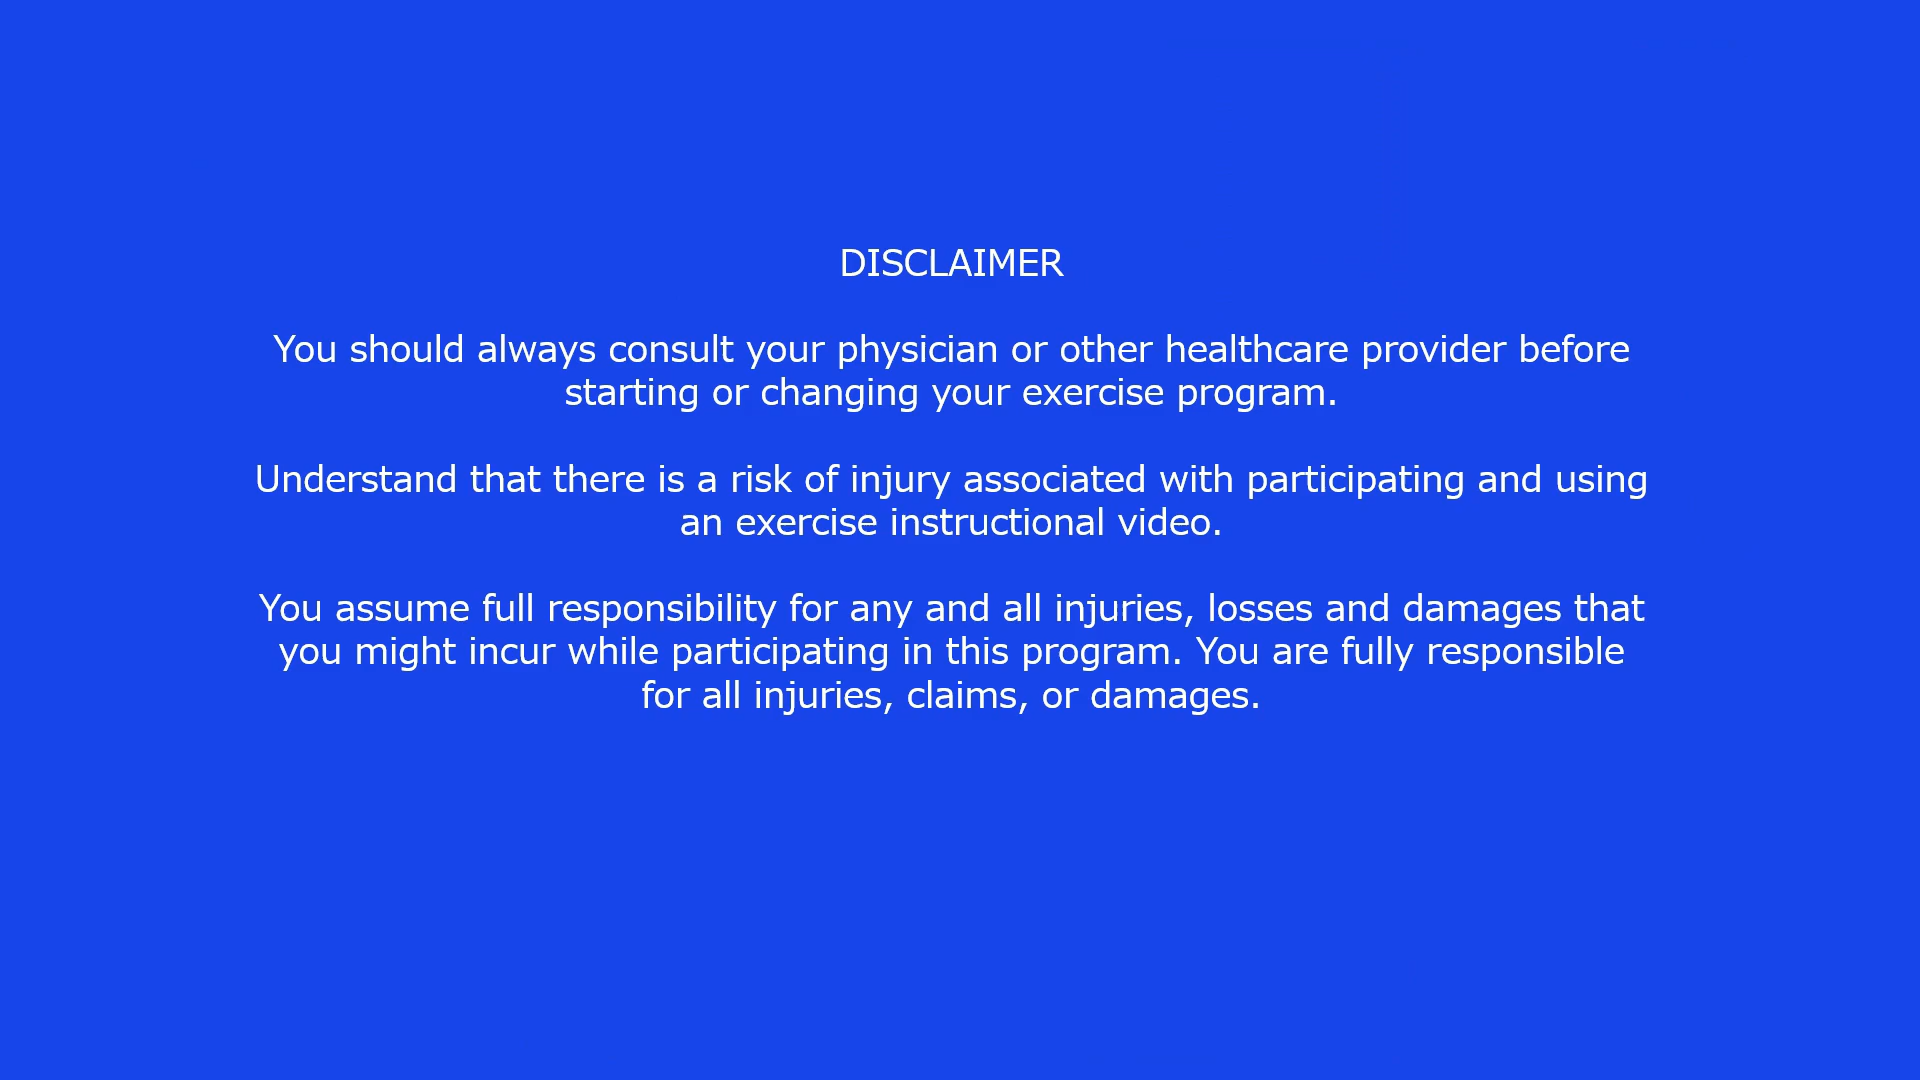 DISCLAIMER
You should always consult your physician or other healthcare provider before
starting or changing your exercise program.
Understand that there is a risk of injury associated with participating and using
an exercise instructional video.
You assume full responsibility for any and all injuries, losses and damages that
you might incur while participating in this program. You are fully responsible
for all injuries, claims, or damages.